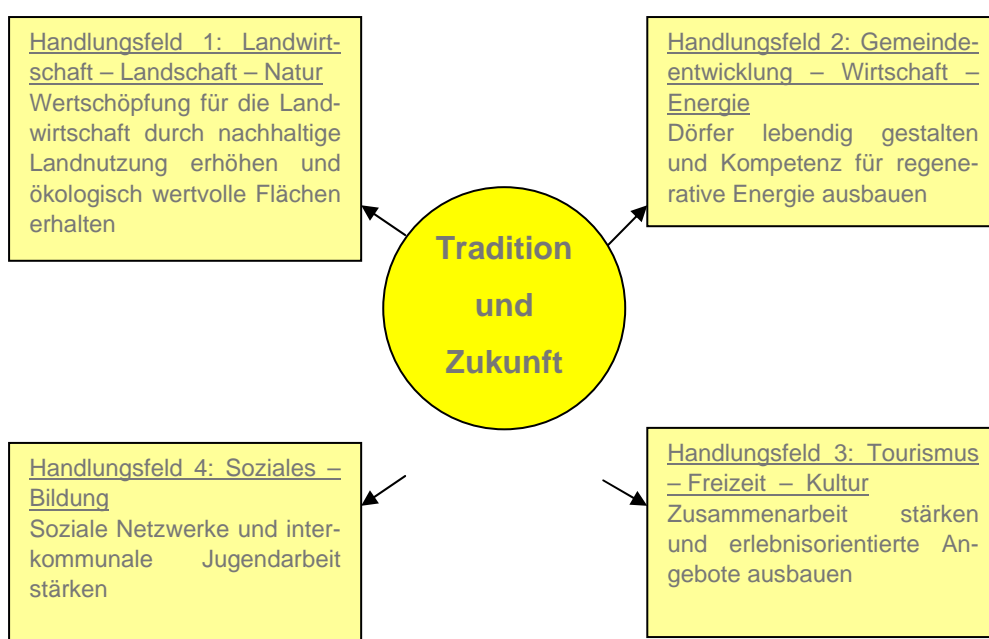 Handlungsfeld 1: Landwirt-
schaft – Landschaft – Natur
Wertschöpfung für die Land-
wirtschaft durch nachhaltige
Landnutzung erhöhen und
ökologisch wertvolle Flächen
erhalten
Handlungsfeld 2: Gemeinde-
entwicklung – Wirtschaft –
Energie
Dörfer lebendig gestalten
und Kompetenz für regene-
rative Energie ausbauen
Tradition
und
Zukunft
Handlungsfeld 4: Soziales –
Bildung
Soziale Netzwerke und inter-
kommunale Jugendarbeit
stärken
Handlungsfeld 3: Tourismus
– Freizeit – Kultur
Zusammenarbeit stärken
und erlebnisorientierte An-
gebote ausbauen